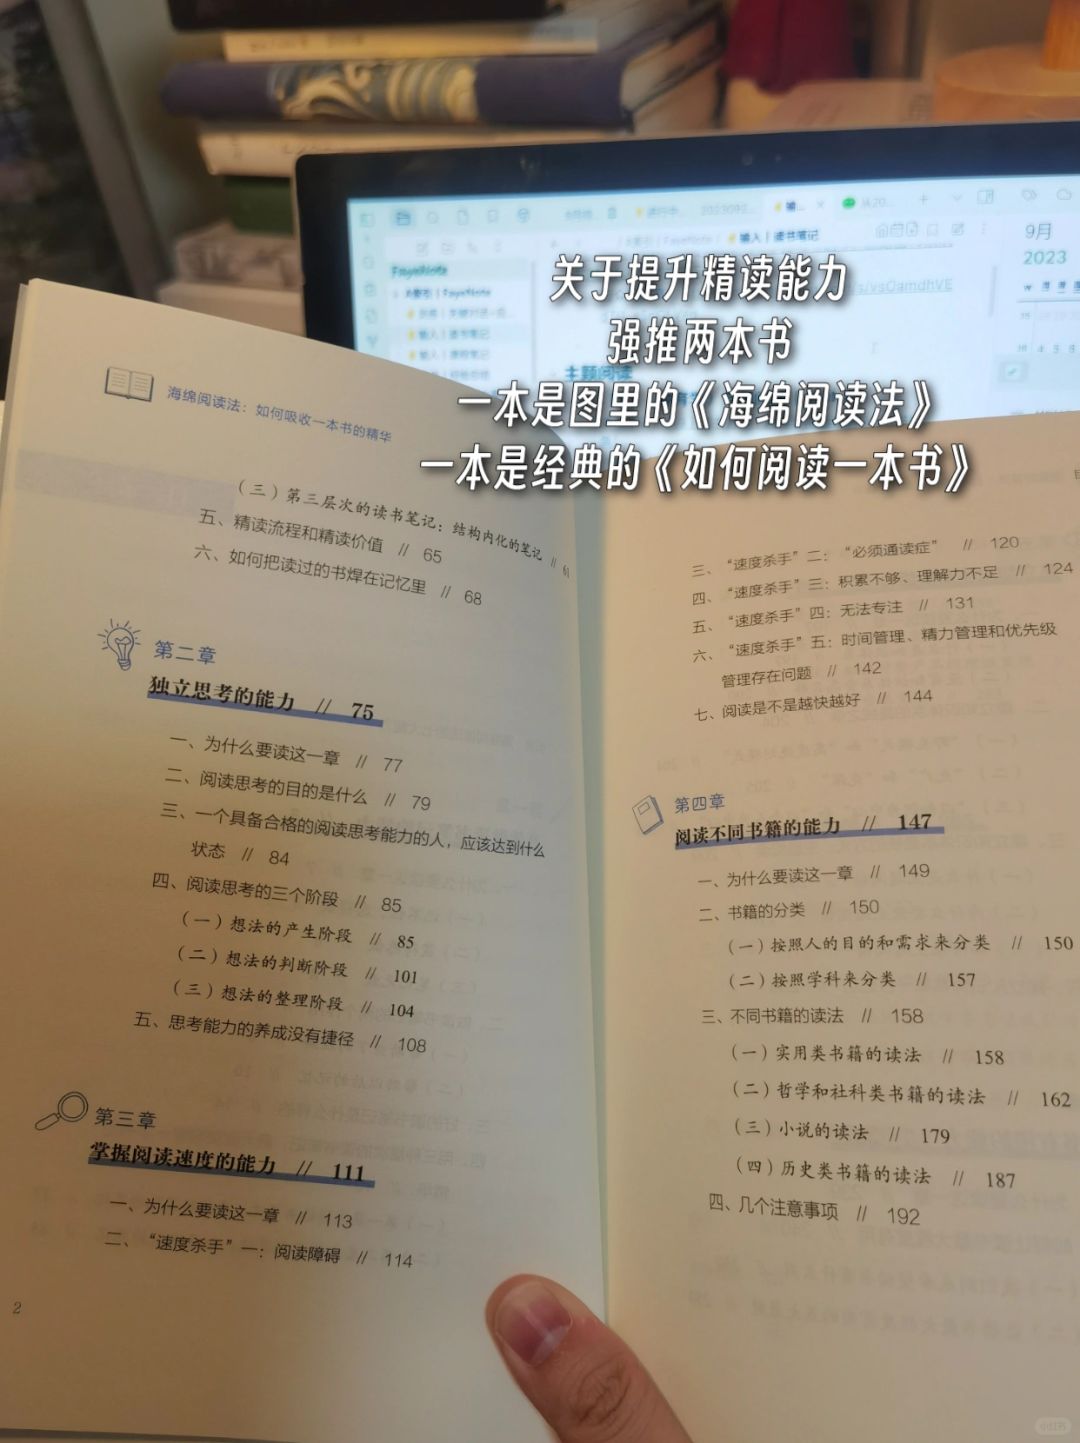 关于提升精读能力
强推两本书
一本是图里的《海绵阅读法》
一本是经典的《如何阅读一本书》
9月
2023
FayeNote
输入 | 读书笔记
主题阅读
海绵阅读法：如何吸收一本书的精华
（三）第三层次的读书笔记：结构内化的笔记 // 61
五、精读流程和精读价值 // 65
六、如何把读过的书焊在记忆里 // 68
第二章
独立思考的能力 // 75
一、为什么要读这一章 // 77
二、阅读思考的目的是什么 // 79
三、一个具备合格的阅读思考能力的人，应该达到什么
状态 // 84
四、阅读思考的三个阶段 // 85
（一）想法的产生阶段 // 85
（二）想法的判断阶段 // 101
（三）想法的整理阶段 // 104
五、思考能力的养成没有捷径 // 108
第三章
掌握阅读速度的能力 // 111
一、为什么要读这一章 // 113
二、“速度杀手”一：阅读障碍 // 114
2
三、“速度杀手”二：“必须通读症” // 120
四、“速度杀手”三：积累不够、理解力不足 // 124
五、“速度杀手”四：无法专注 // 131
六、“速度杀手”五：时间管理、精力管理和优先级
管理存在问题 // 142
七、阅读是不是越快越好 // 144
第四章
阅读不同书籍的能力 // 147
一、为什么要读这一章 // 149
二、书籍的分类 // 150
（一）按照人的目的和需求来分类 // 150
（二）按照学科来分类 // 157
三、不同书籍的读法 // 158
（一）实用类书籍的读法 // 158
（二）哲学和社科类书籍的读法 // 162
（三）小说的读法 // 179
（四）历史类书籍的读法 // 187
四、几个注意事项 // 192